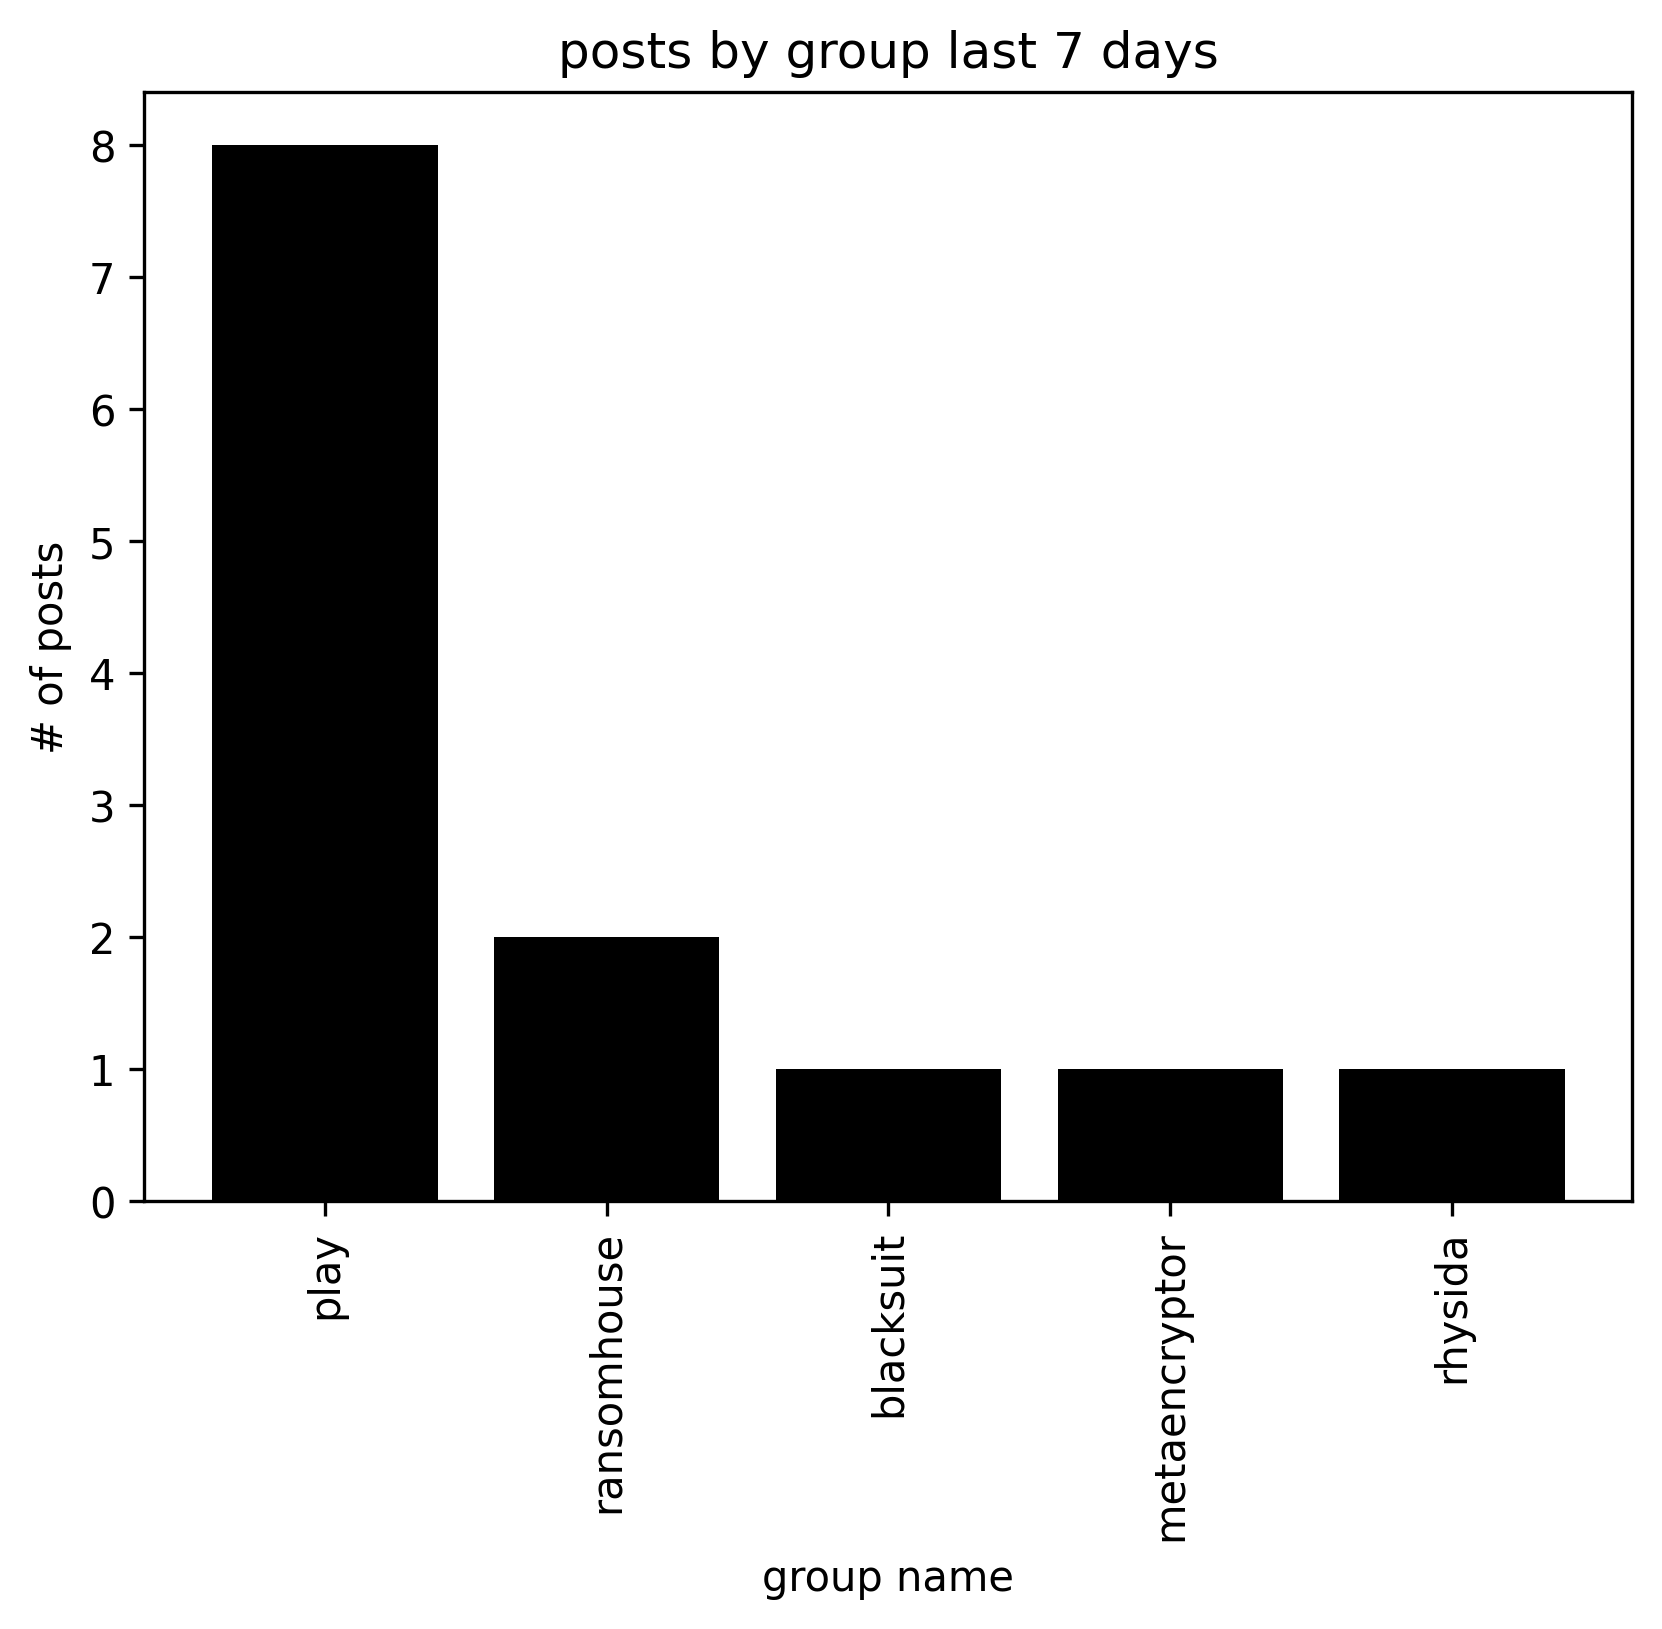 posts by group last 7 days
# of posts
8
7
6
5
4
3
2
1
0
play
ransomhouse
blacksuit
metaencryptor
rhysida
group name